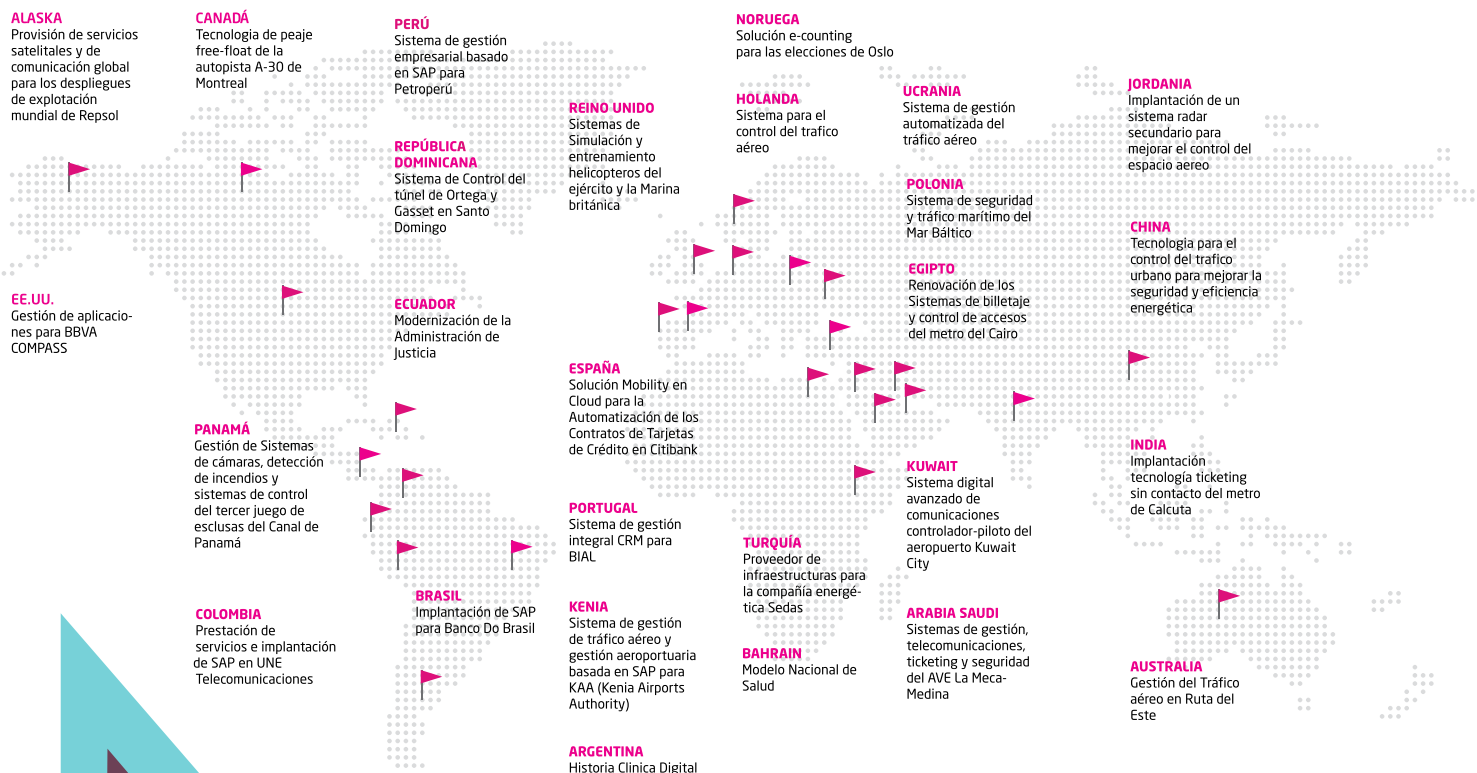 ALASKA
Provisión de servicios
satelitales y de
comunicación global
para los despliegues
de explotación
mundial de Repsol
CANADÁ
Tecnologia de peaje
free-float de la
autopista A-30 de
Montreal
PERÚ
Sistema de gestión
empresarial basado
en SAP para
Petroperú
REPÚBLICA
DOMINICANA
Sistema de Control del
túnel de Ortega y
Gasset en Santo
Domingo
REINO UNIDO
Sistemas de
Simulación y
entrenamiento
helicopteros del
ejército y la Marina
británica
NORUEGA
Solución e-counting
para las elecciones de Oslo
HOLANDA
Sistema para el
control del trafico
aéreo
UCRANIA
Sistema de gestión
automatizada del
tráfico aéreo
JORDANIA
Implantación de un
sistema radar
secundario para
mejorar el control del
espacio aereo
POLONIA
Sistema de seguridad
y tráfico marítimo del
Mar Báltico
CHINA
Tecnologia para el
control del trafico
urbano para mejorar la
seguridad y eficiencia
energética
EGIPTO
Renovación de los
Sistemas de billetaje
y control de accesos
del metro del Cairo
EE.UU.
Gestión de aplicacio-
nes para BBVA
COMPASS
ECUADOR
Modernización de la
Administración de
Justicia
ESPAÑA
Solución Mobility en
Cloud para la
Automatización de los
Contratos de Tarjetas
de Crédito en Citibank
PANAMÁ
Gestión de Sistemas
de cámaras, detección
de incendios y
sistemas de control
del tercer juego de
esclusas del Canal de
Panamá
INDIA
Implantación
tecnología ticketing
sin contacto del metro
de Calcuta
KUWAIT
Sistema digital
avanzado de
comunicaciones
controlador-piloto del
aeropuerto Kuwait
City
PORTUGAL
Sistema de gestión
integral CRM para
BIAL
TURQUÍA
Proveedor de
infraestructuras para
la compañía energé-
tica Sedas
BRASIL
Implantación de SAP
para Banco Do Brasil
COLOMBIA
Prestación de
servicios e implantación
de SAP en UNE
Telecomunicaciones
KENIA
Sistema de gestión
de tráfico aéreo y
gestión aeroportuaria
basada en SAP para
KAA (Kenia Airports
Authority)
BAHRAIN
Modelo Nacional de
Salud
ARABIA SAUDI
Sistemas de gestión,
telecomunicaciones,
ticketing y seguridad
del AVE La Meca-
Medina
AUSTRALIA
Gestión del Tráfico
aéreo en Ruta del
Este
ARGENTINA
Historia Clinica Digital